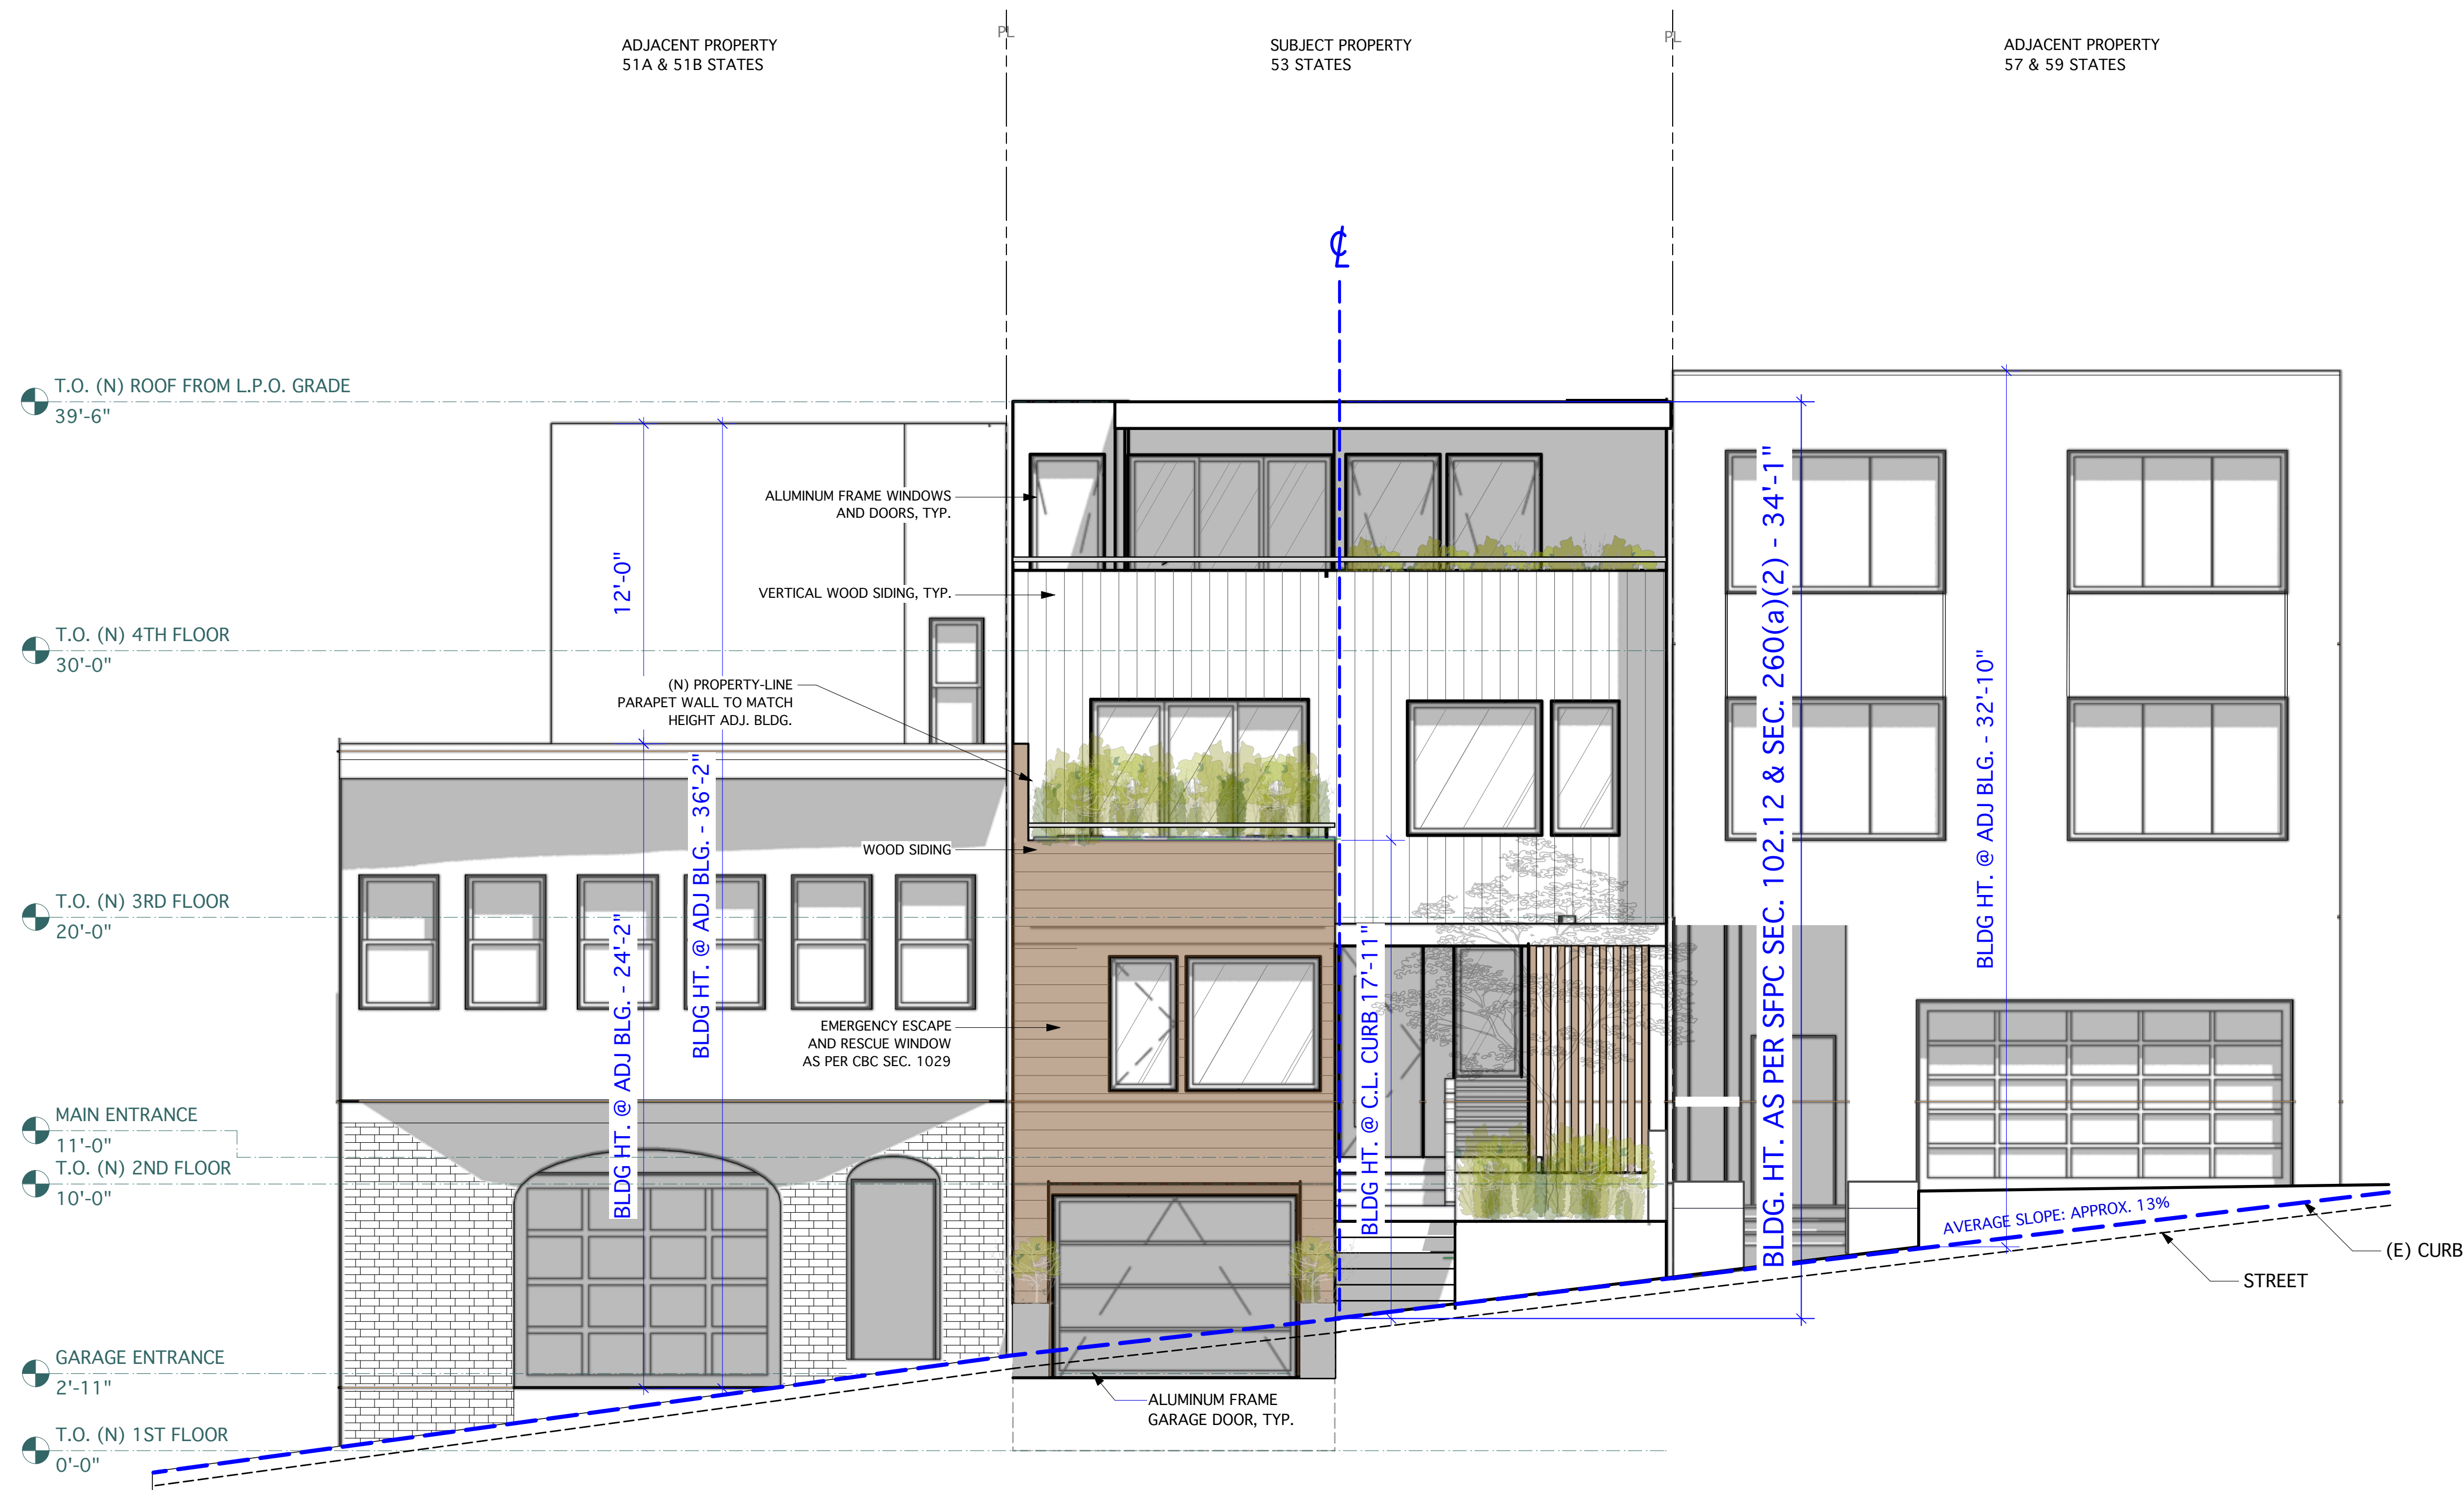 PL
PL
ADJACENT PROPERTY
51A & 51B STATES
SUBJECT PROPERTY
53 STATES
ADJACENT PROPERTY
57 & 59 STATES
℄
T.O. (N) ROOF FROM L.P.O. GRADE
39'-6"
T.O. (N) 4TH FLOOR
30'-0"
T.O. (N) 3RD FLOOR
20'-0"
MAIN ENTRANCE
11'-0"
T.O. (N) 2ND FLOOR
10'-0"
GARAGE ENTRANCE
2'-11"
T.O. (N) 1ST FLOOR
0'-0"
12'-0"
BLDG HT. @ ADJ BLG. - 24'-2"
BLDG HT. @ ADJ BLG. - 36'-2"
ALUMINUM FRAME WINDOWS
AND DOORS, TYP.
VERTICAL WOOD SIDING, TYP.
(N) PROPERTY-LINE
PARAPET WALL TO MATCH
HEIGHT ADJ. BLDG.
WOOD SIDING
EMERGENCY ESCAPE
AND RESCUE WINDOW
AS PER CBC SEC. 1029
ALUMINUM FRAME
GARAGE DOOR, TYP.
BLDG HT. @ C.L. CURB 17'-11"
BLDG. HT. AS PER SFPC SEC. 102.12 & SEC. 260(a)(2) - 34'-1"
BLDG HT. @ ADJ BLG. - 32'-10"
AVERAGE SLOPE: APPROX. 13%
(E) CURB
STREET